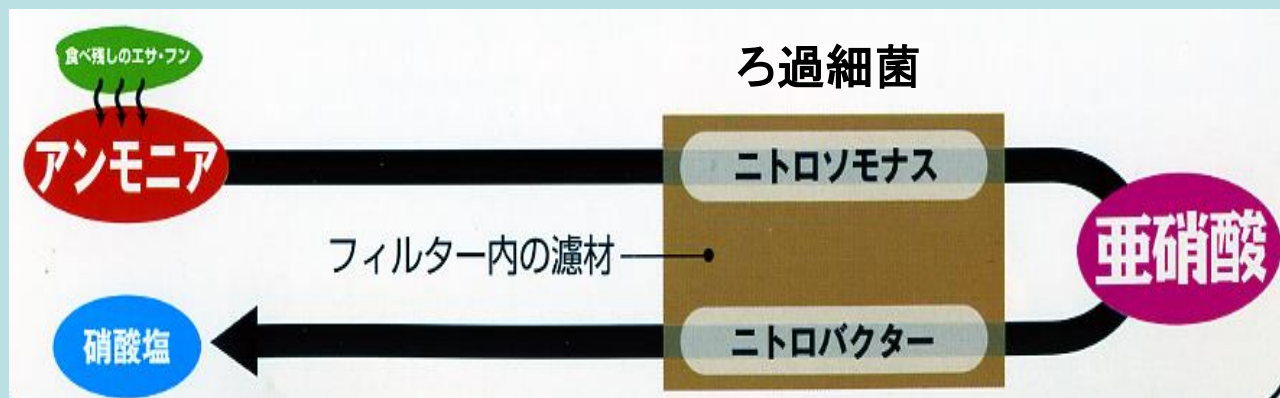 食べ残しのエサ・フン
ろ過細菌
アンモニア
ニトロソモナス
フィルター内の濾材
亜硝酸
硝酸塩
ニトロバクター